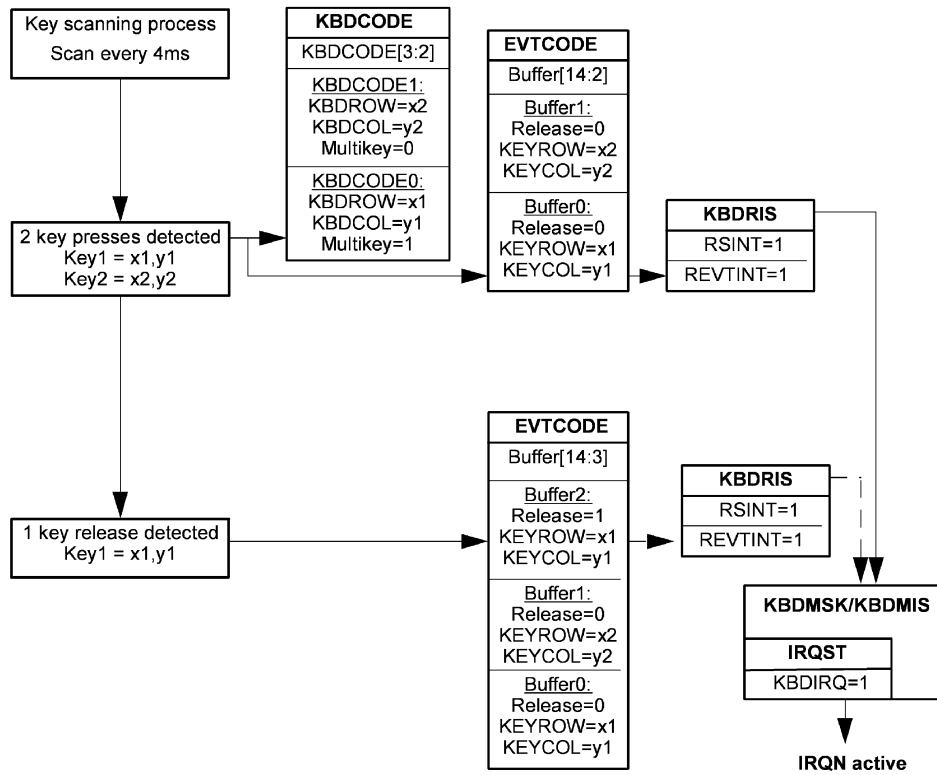 Key scanning process
Scan every 4ms
KBDCODE
KBDCODE[3:2]
KBDCODE1:
KBDROW=x2
KBDCOL=y2
Multikey=0
KBDCODE0:
KBDROW=x1
KBDCOL=y1
Multikey=1
EVTCODE
Buffer[14:2]
Buffer1:
Release=0
KEYROW=x2
KEYCOL=y2
Buffer0:
Release=0
KEYROW=x1
KEYCOL=y1
KBDRIS
RSINT=1
REVTINT=1
2 key presses detected
Key1 = x1,y1
Key2 = x2,y2
EVTCODE
Buffer[14:3]
Buffer2:
Release=1
KEYROW=x1
KEYCOL=y1
Buffer1:
Release=0
KEYROW=x2
KEYCOL=y2
Buffer0:
Release=0
KEYROW=x1
KEYCOL=y1
KBDRIS
RSINT=1
REVTINT=1
1 key release detected
Key1 = x1,y1
KBDMSK/KBDMIS
IRQST
KBDIRQ=1
IRQN active